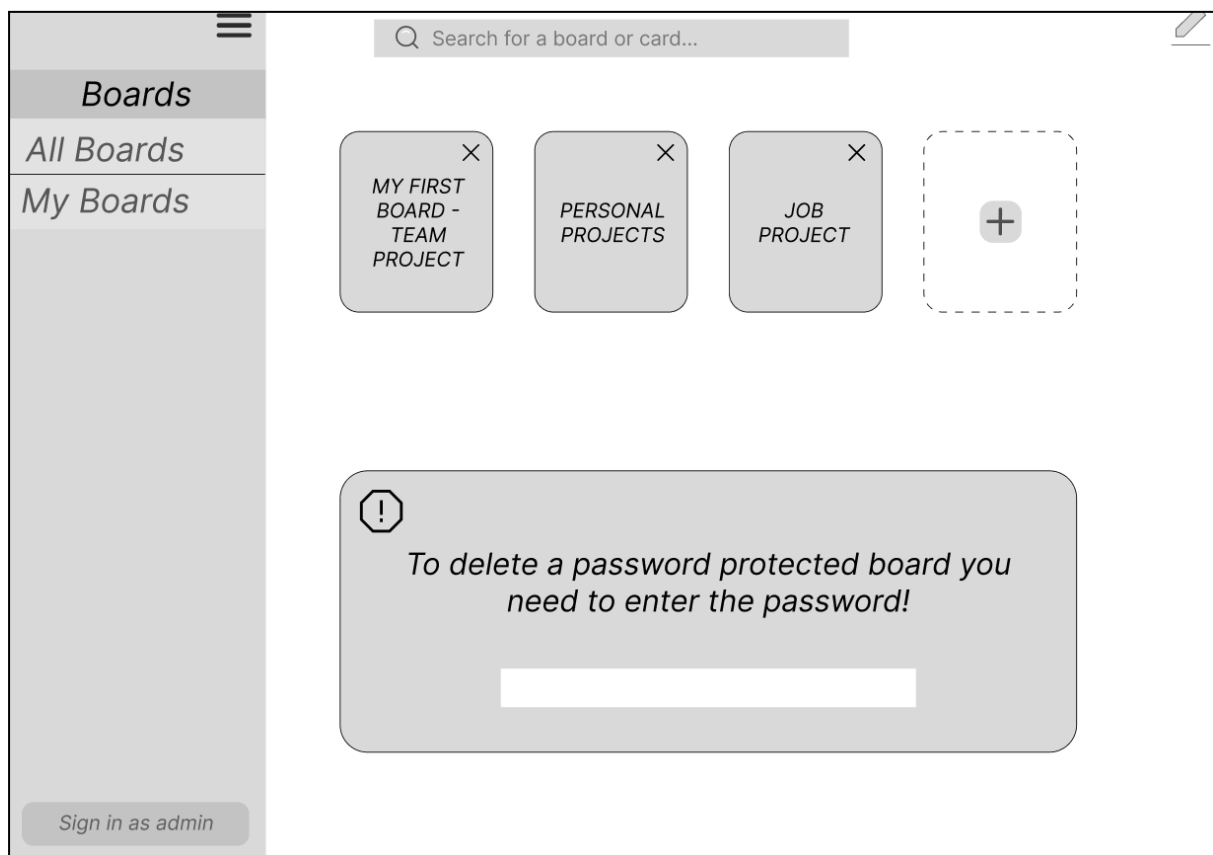 Search for a board or card...
Boards
All Boards
My Boards
MY FIRST
BOARD -
TEAM
PROJECT
PERSONAL
PROJECTS
JOB
PROJECT
To delete a password protected board you
need to enter the password!
Sign in as admin